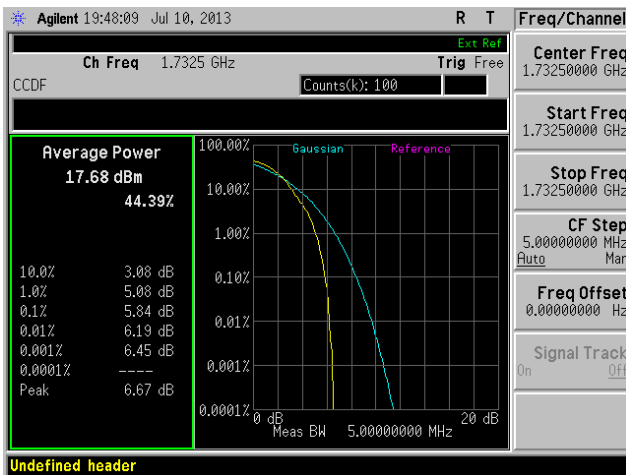 Agilent 19:48:09 Jul 10, 2013 R T Freq/Channel
Ext Ref
Ch Freq 1.7325 GHz Trig Free
CCDF Counts(k): 100
Center Freq
1.73250000 GHz
Start Freq
1.73250000 GHz
Stop Freq
1.73250000 GHz
CF Step
5.00000000 MHz
Auto Man
Freq Offset
0.00000000 Hz
Signal Track
On Off
Average Power
17.68 dBm
44.39%
10.0% 3.08 dB
1.0% 5.08 dB
0.1% 5.84 dB
0.01% 6.19 dB
0.001% 6.45 dB
0.0001% ----
Peak 6.67 dB
Gaussian Reference
100.00%
10.00%
1.00%
0.10%
0.01%
0.001%
0.0001%
0 dB 20 dB
Meas BW 5.00000000 MHz
Undefined header